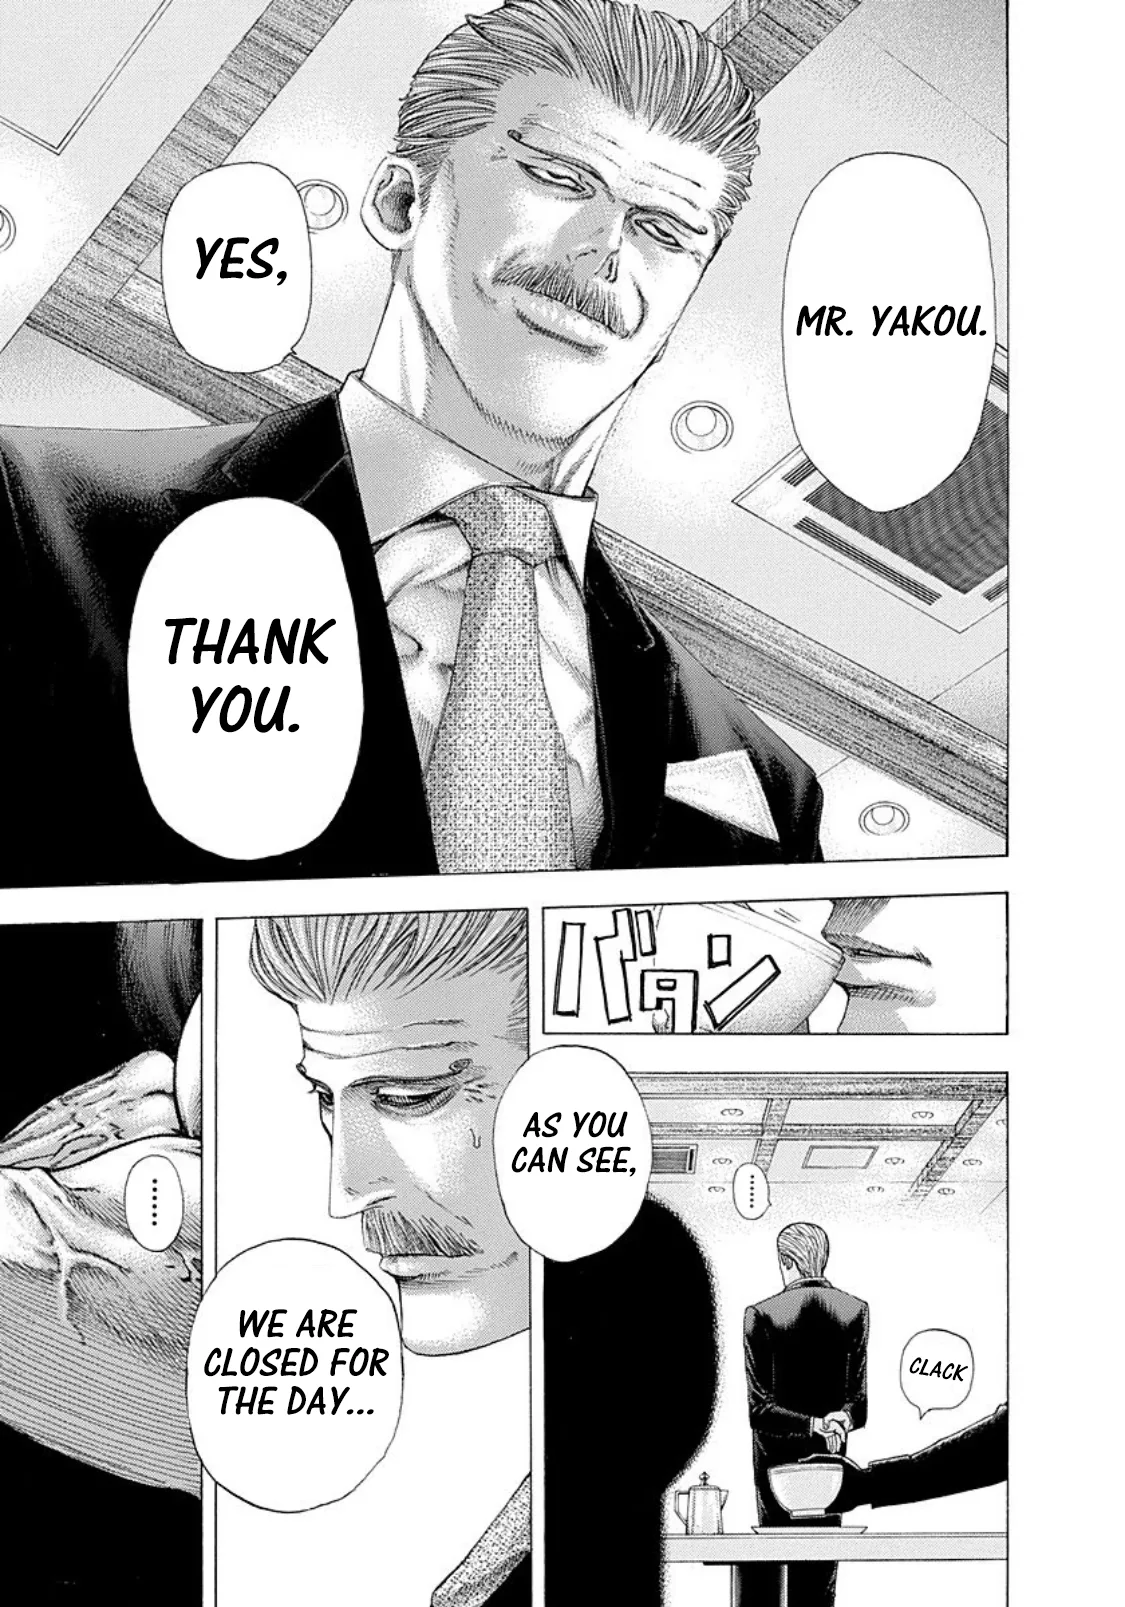 MR. YAKOU.
YES,
THANK
YOU.
バタン
......
CLACK
AS YOU
CAN SEE,
WE ARE
CLOSED FOR
THE DAY...
......